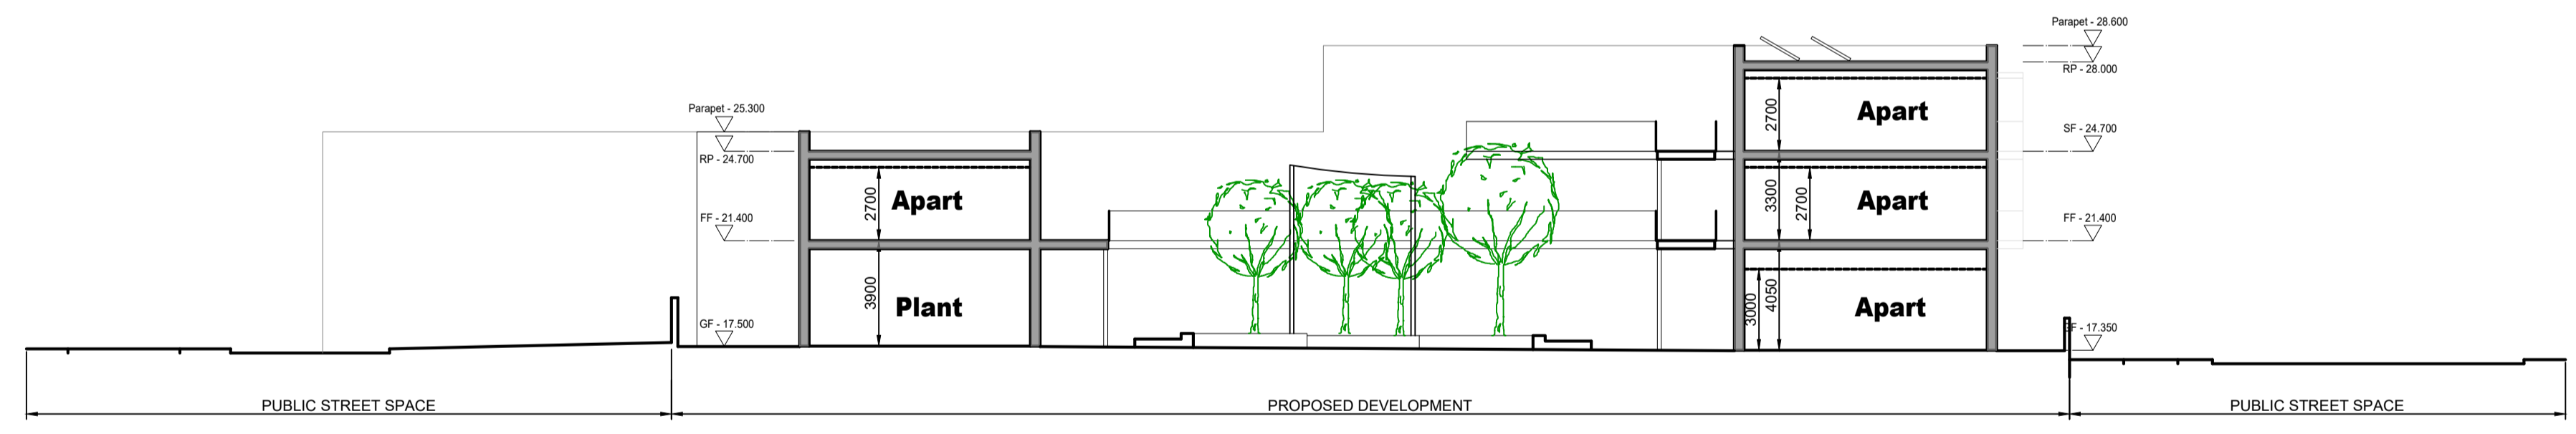 Parapet - 28.600
RP - 28.000
Parapet - 25.300
2700
Apart
SF - 24.700
RP - 24.700
2700
Apart
3300
2700
Apart
FF - 21.400
FF - 21.400
3900
Plant
3000
4050
Apart
GF - 17.500
F - 17.350
PUBLIC STREET SPACE
PROPOSED DEVELOPMENT
PUBLIC STREET SPACE